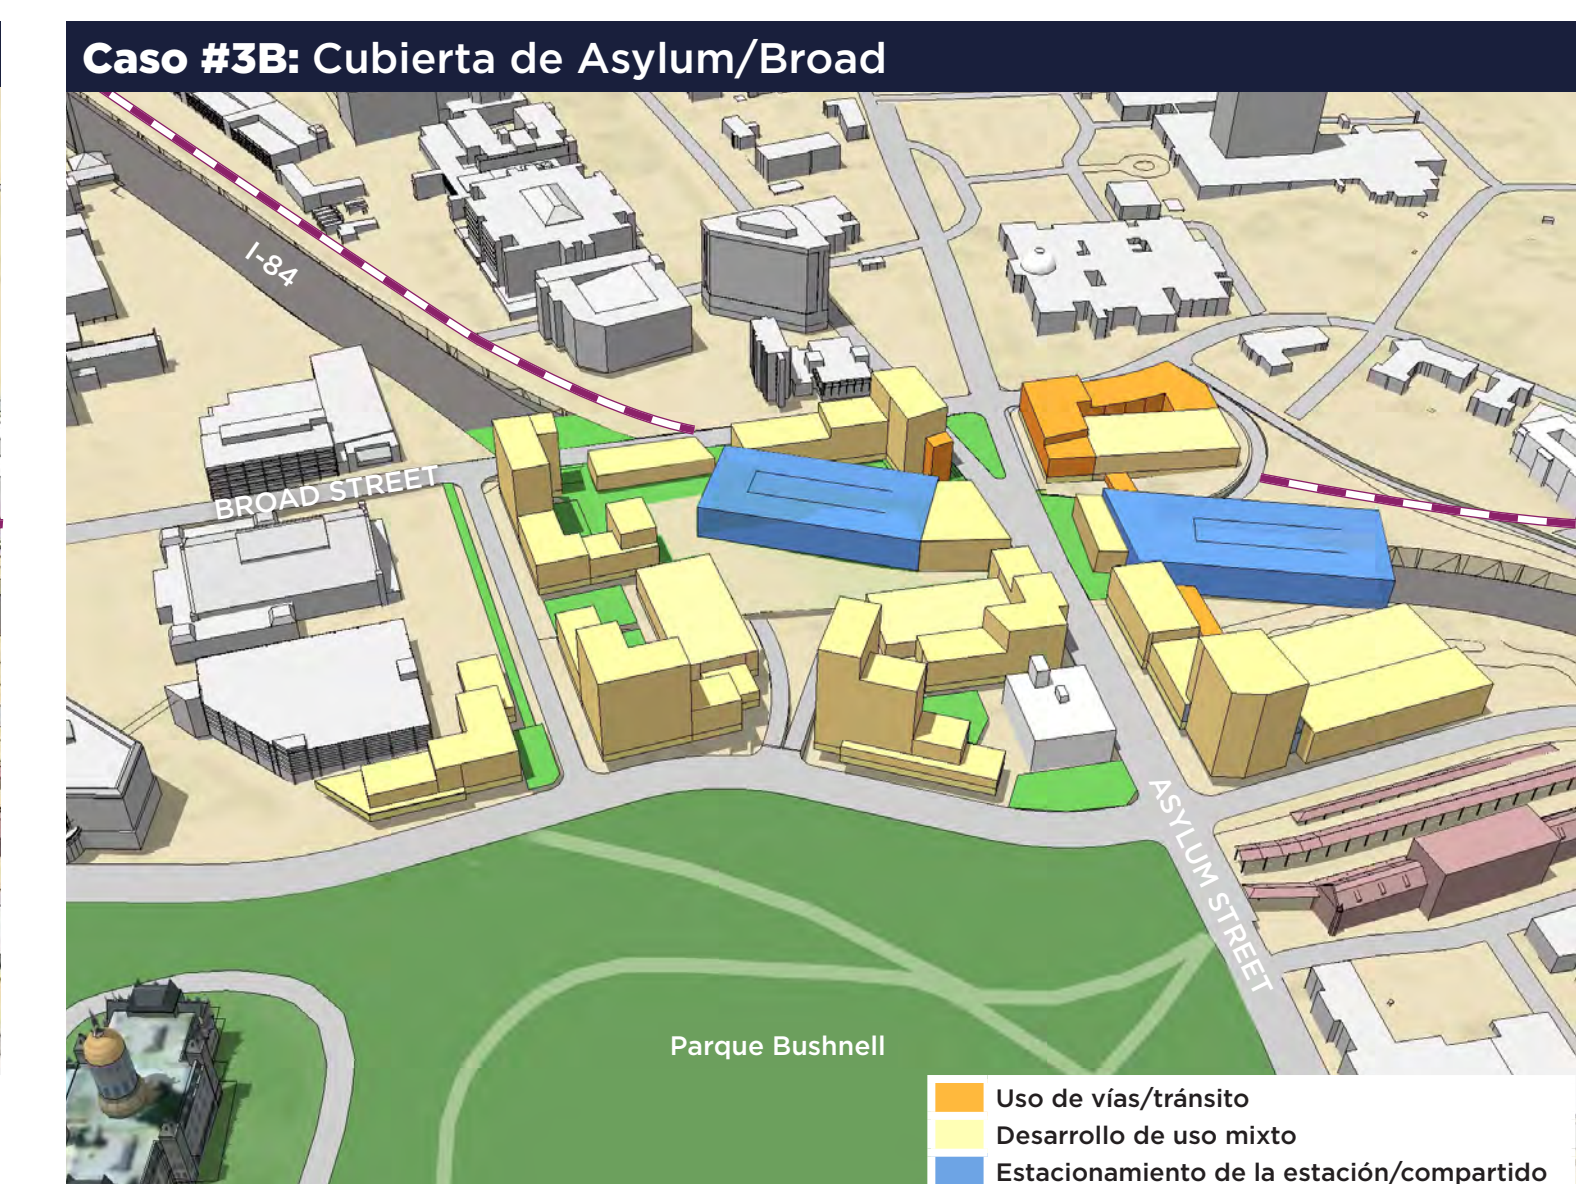 Caso #3B: Cubierta de Asylum/Broad
I-84
BROAD STREET
ASYLUM STREET
Parque Bushnell
Uso de vías/tránsito
Desarrollo de uso mixto
Estacionamiento de la estación/compartido